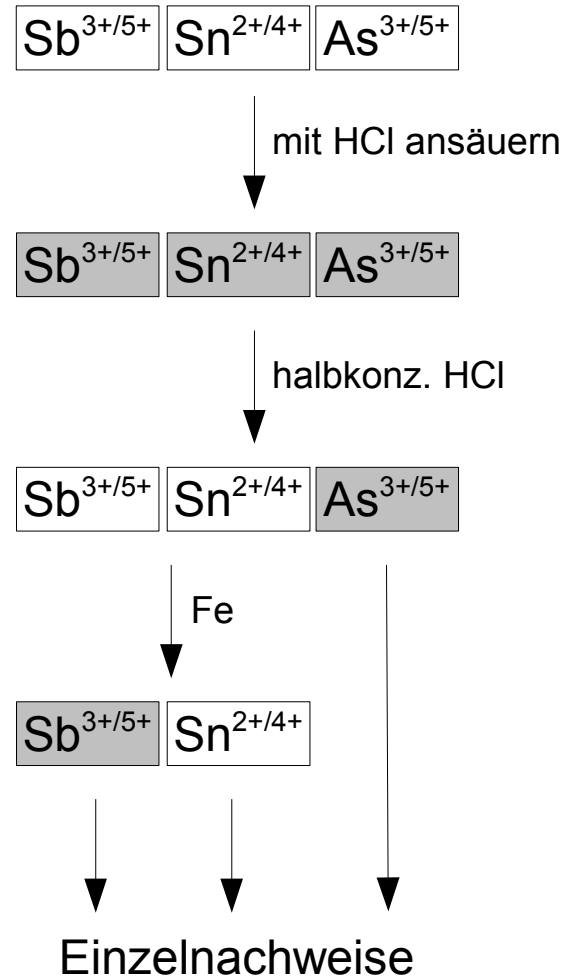 Sb³⁺/⁵⁺ Sn²⁺/⁴⁺ As³⁺/⁵⁺
mit HCl ansäuern
Sb³⁺/⁵⁺ Sn²⁺/⁴⁺ As³⁺/⁵⁺
halbkonz. HCl
Sb³⁺/⁵⁺ Sn²⁺/⁴⁺ As³⁺/⁵⁺
Fe
Sb³⁺/⁵⁺ Sn²⁺/⁴⁺
Einzelnachweise